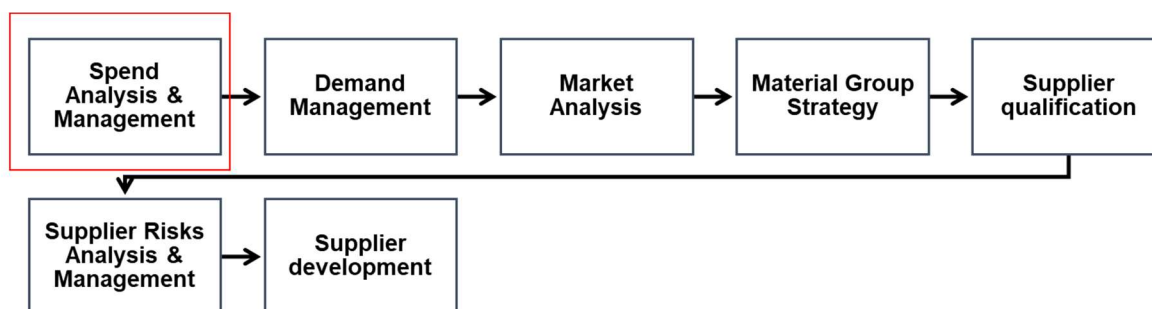 Spend
Analysis &
Management
Demand
Management
Market
Analysis
Material Group
Strategy
Supplier
qualification
Supplier Risks
Analysis &
Management
Supplier
development